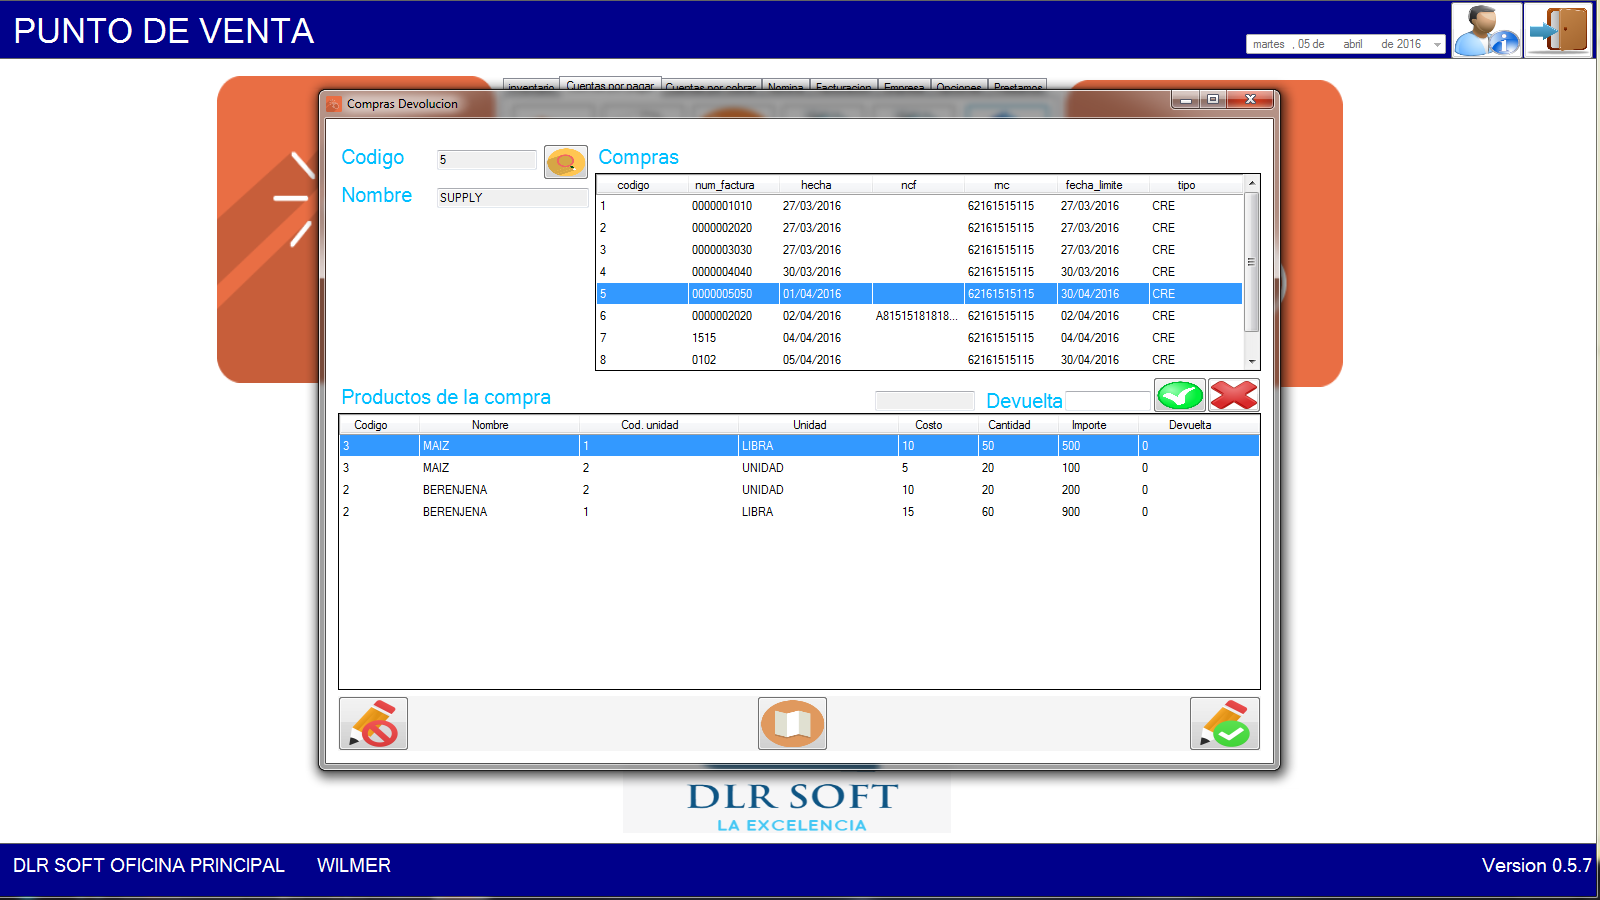 PUNTO DE VENTA
martes , 05 de abril de 2016
inventario Cuentas por pagar Cuentas por cobrar Nomina Facturacion Empresa Opciones Prestamos
Compras Devolucion
Codigo 5 Compras
Nombre SUPPLY
codigo num_factura hecha ncf rnc fecha_limite tipo
1 0000001010 27/03/2016 62161515115 27/03/2016 CRE
2 0000002020 27/03/2016 62161515115 27/03/2016 CRE
3 0000003030 27/03/2016 62161515115 27/03/2016 CRE
4 0000004040 30/03/2016 62161515115 30/03/2016 CRE
5 0000005050 01/04/2016 62161515115 30/04/2016 CRE
6 0000002020 02/04/2016 A81515181818... 62161515115 02/04/2016 CRE
7 1515 04/04/2016 62161515115 04/04/2016 CRE
8 0102 05/04/2016 62161515115 30/04/2016 CRE
Productos de la compra Devuelta
Codigo Nombre Cod. unidad Unidad Costo Cantidad Importe Devuelta
3 MAIZ 1 LIBRA 10 50 500 0
3 MAIZ 2 UNIDAD 5 20 100 0
2 BERENJENA 2 UNIDAD 10 20 200 0
2 BERENJENA 1 LIBRA 15 60 900 0
DLR SOFT
LA EXCELENCIA
DLR SOFT OFICINA PRINCIPAL WILMER Version 0.5.7